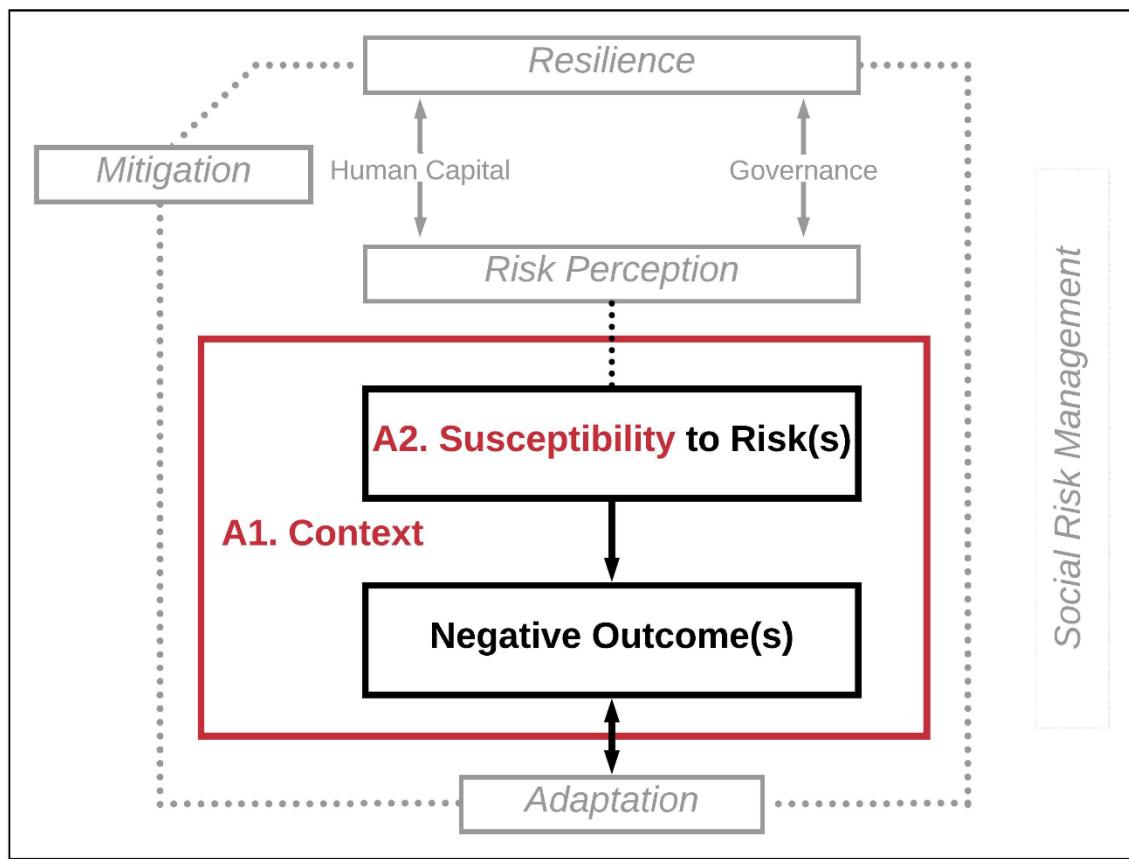 Resilience
Mitigation
Human Capital
Governance
Risk Perception
A2. Susceptibility to Risk(s)
A1. Context
Negative Outcome(s)
Adaptation
Social Risk Management